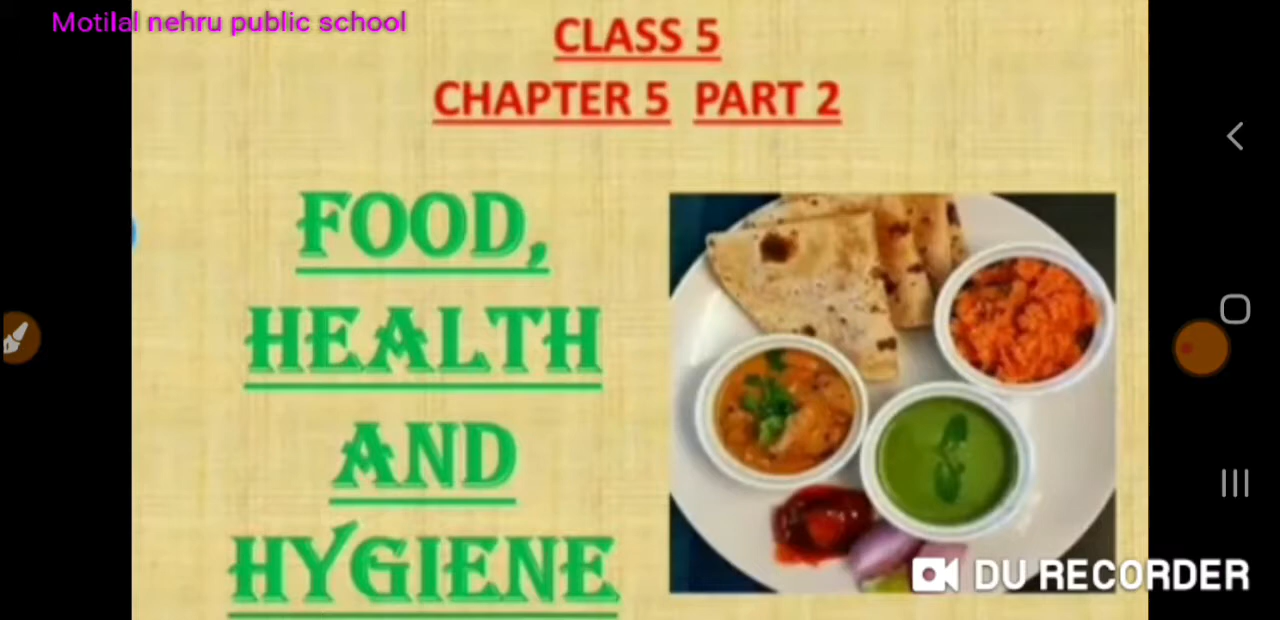 Motilal nehru public school
CLASS 5
CHAPTER 5 PART 2
FOOD,
HEALTH
AND
HYGIENE
DU RECORDER